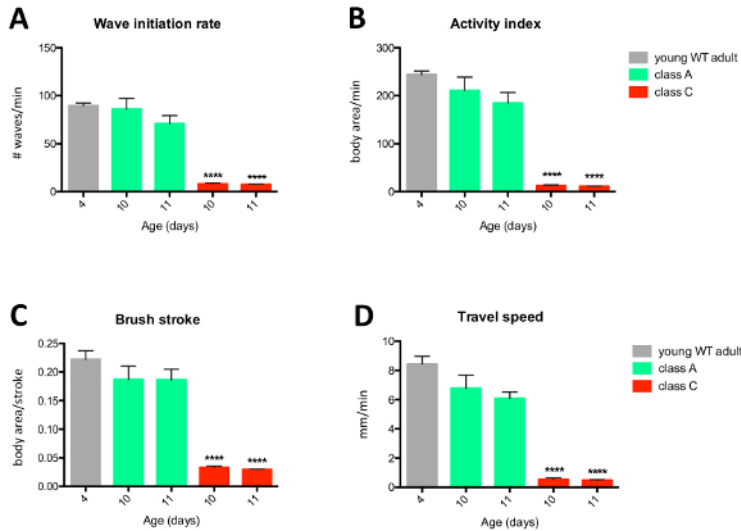 A
Wave initiation rate
# waves/min
150
100
50
0
4
10
11
10
11
**** ****
Age (days)
B
Activity index
body area/min
300
200
100
0
4
10
11
10
11
**** ****
Age (days)
young WT adult
class A
class C
C
Brush stroke
body area/stroke
0.25
0.20
0.15
0.10
0.05
0.00
4
10
11
10
11
**** ****
Age (days)
D
Travel speed
mm/min
10
8
6
4
2
0
4
10
11
10
11
**** ****
Age (days)
young WT adult
class A
class C